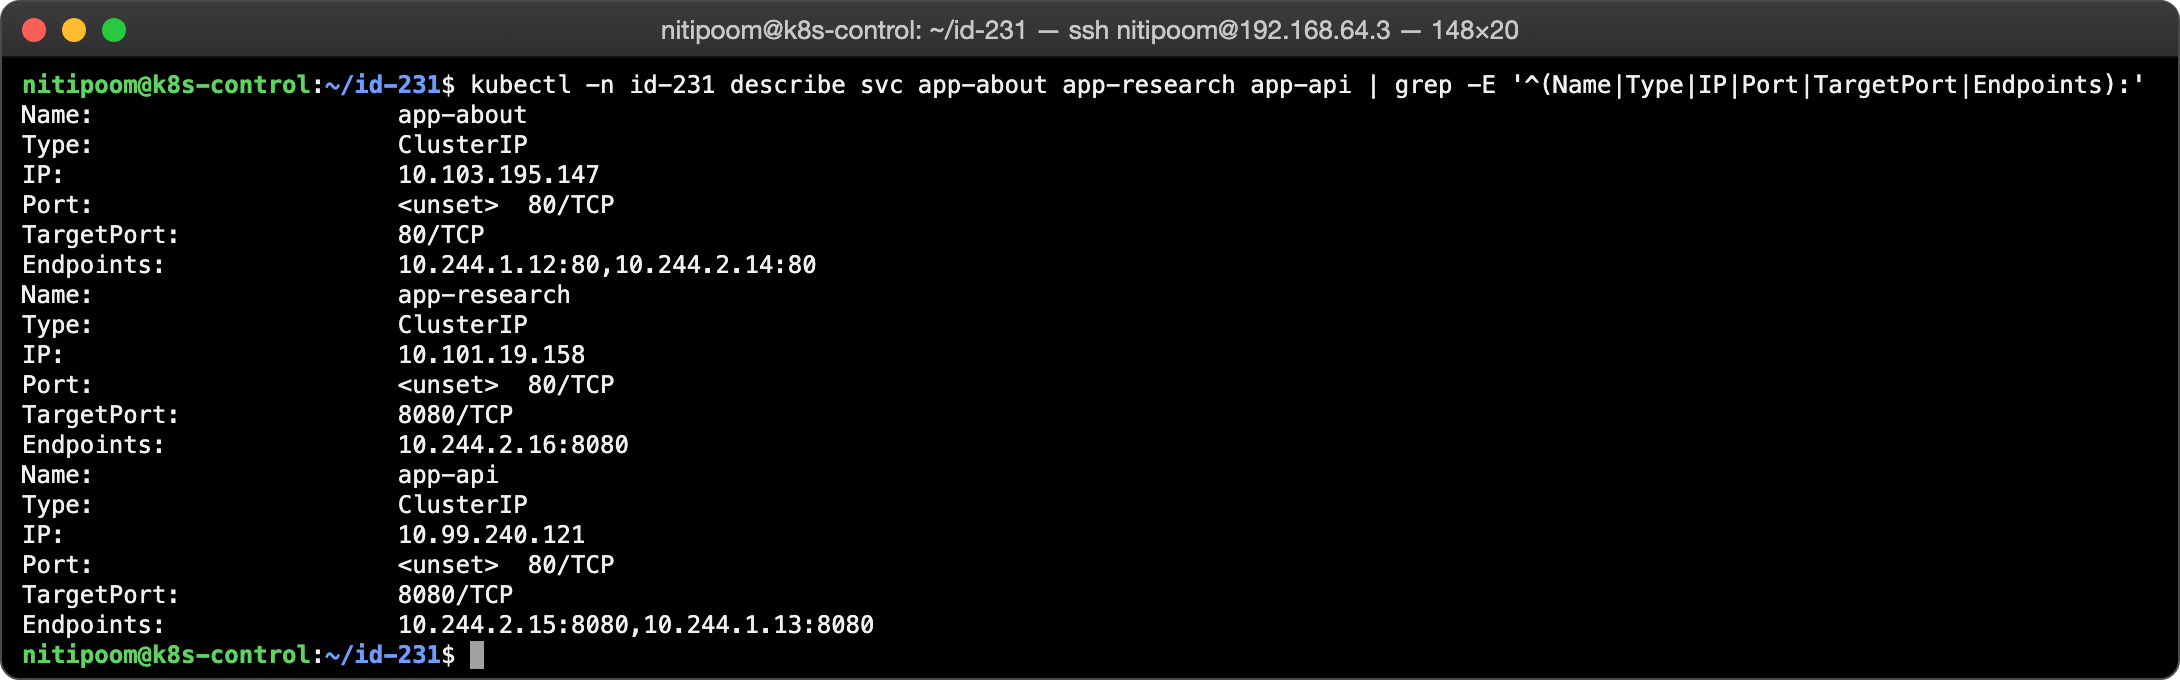 nitipoom@k8s-control: ~/id-231 — ssh nitipoom@192.168.64.3 — 148×20
nitipoom@k8s-control:~/id-231$ kubectl -n id-231 describe svc app-about app-research app-api | grep -E '^(Name|Type|IP|Port|TargetPort|Endpoints):'
Name:                     app-about
Type:                     ClusterIP
IP:                       10.103.195.147
Port:                     <unset>  80/TCP
TargetPort:               80/TCP
Endpoints:                10.244.1.12:80,10.244.2.14:80
Name:                     app-research
Type:                     ClusterIP
IP:                       10.101.19.158
Port:                     <unset>  80/TCP
TargetPort:               8080/TCP
Endpoints:                10.244.2.16:8080
Name:                     app-api
Type:                     ClusterIP
IP:                       10.99.240.121
Port:                     <unset>  80/TCP
TargetPort:               8080/TCP
Endpoints:                10.244.2.15:8080,10.244.1.13:8080
nitipoom@k8s-control:~/id-231$